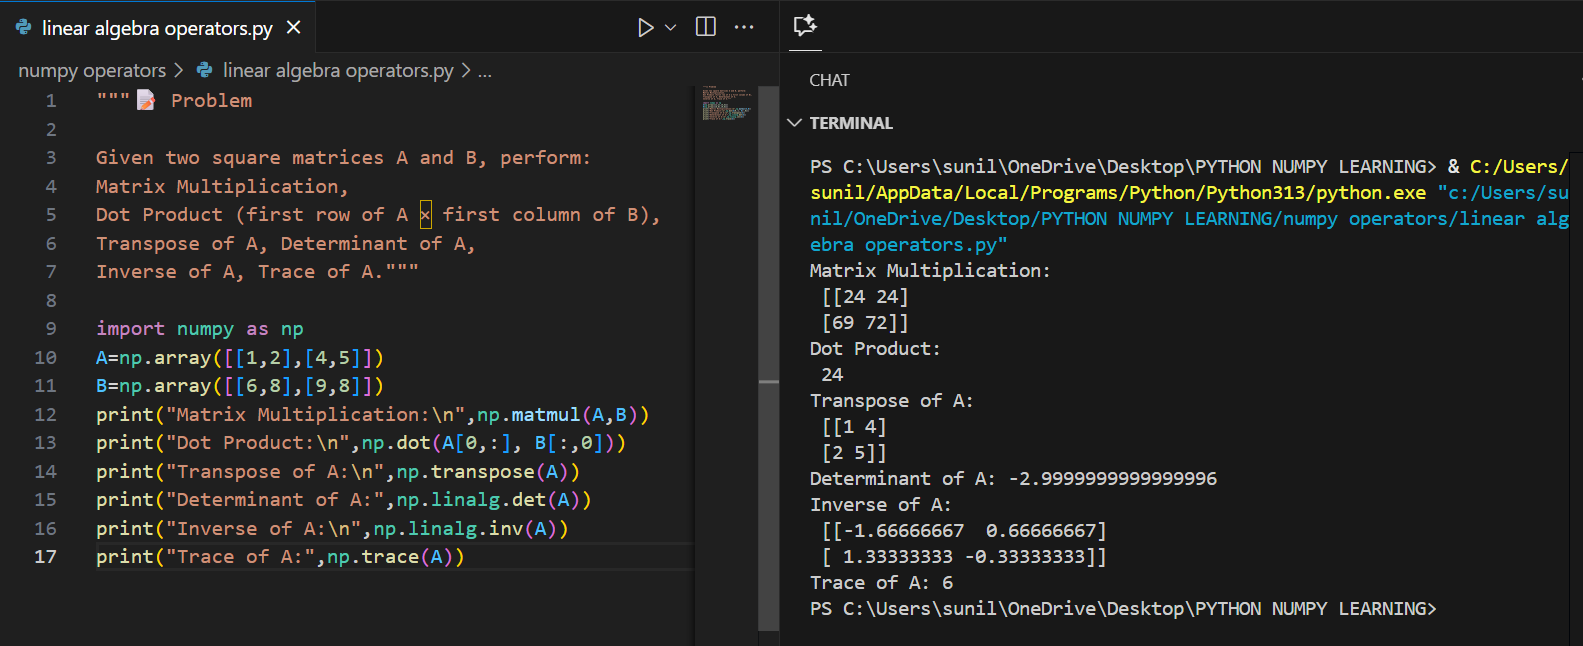 linear algebra operators.py
numpy operators > linear algebra operators.py > ...
1 """📝 Problem
2
3 Given two square matrices A and B, perform:
4 Matrix Multiplication,
5 Dot Product (first row of A × first column of B),
6 Transpose of A, Determinant of A,
7 Inverse of A, Trace of A."""
8
9 import numpy as np
10 A=np.array([[1,2],[4,5]])
11 B=np.array([[6,8],[9,8]])
12 print("Matrix Multiplication:\n",np.matmul(A,B))
13 print("Dot Product:\n",np.dot(A[0,:], B[:,0]))
14 print("Transpose of A:\n",np.transpose(A))
15 print("Determinant of A:",np.linalg.det(A))
16 print("Inverse of A:\n",np.linalg.inv(A))
17 print("Trace of A:",np.trace(A))
CHAT
TERMINAL
PS C:\Users\sunil\OneDrive\Desktop\PYTHON NUMPY LEARNING> & C:/Users/
sunil/AppData/Local/Programs/Python/Python313/python.exe "c:/Users/su
nil/OneDrive/Desktop/PYTHON NUMPY LEARNING/numpy operators/linear alg
ebra operators.py"
Matrix Multiplication:
[[24 24]
[69 72]]
Dot Product:
24
Transpose of A:
[[1 4]
[2 5]]
Determinant of A: -2.9999999999999996
Inverse of A:
[[-1.66666667  0.66666667]
[ 1.33333333 -0.33333333]]
Trace of A: 6
PS C:\Users\sunil\OneDrive\Desktop\PYTHON NUMPY LEARNING>